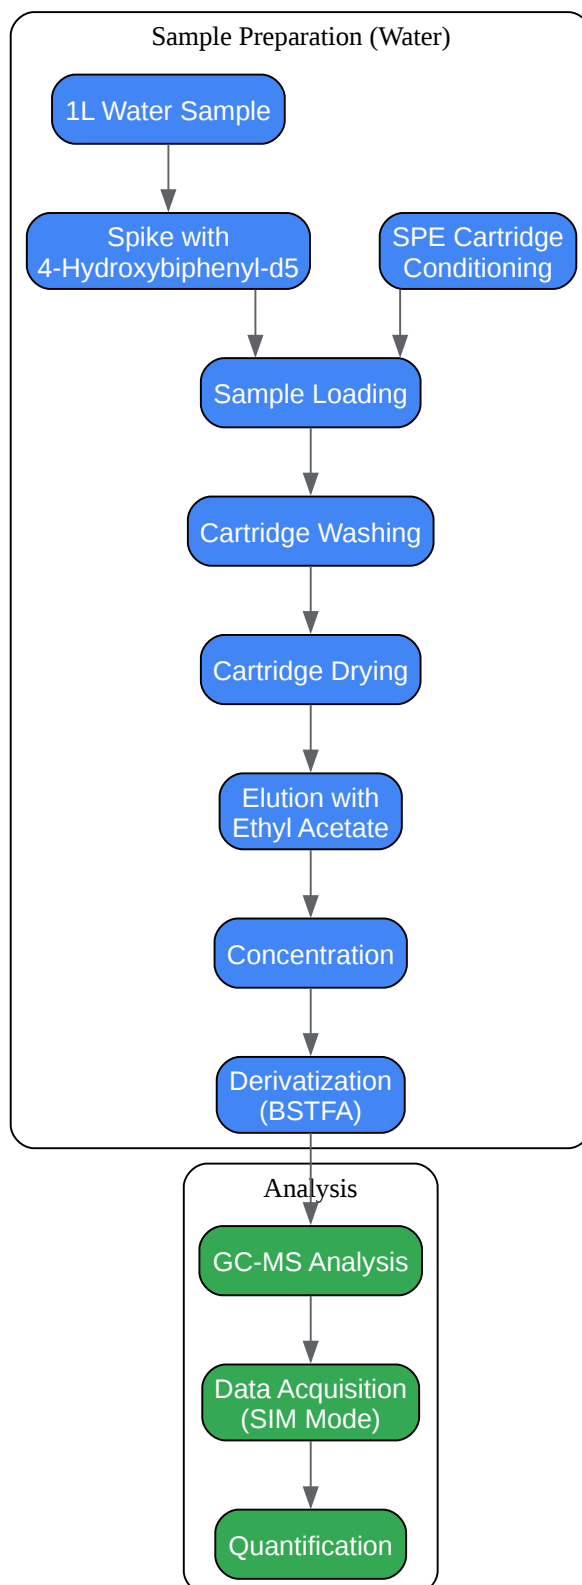 Sample Preparation (Water)
1L Water Sample
Spike with
4-Hydroxybiphenyl-d5
SPE Cartridge
Conditioning
Sample Loading
Cartridge Washing
Cartridge Drying
Elution with
Ethyl Acetate
Concentration
Derivatization
(BSTFA)
Analysis
GC-MS Analysis
Data Acquisition
(SIM Mode)
Quantification